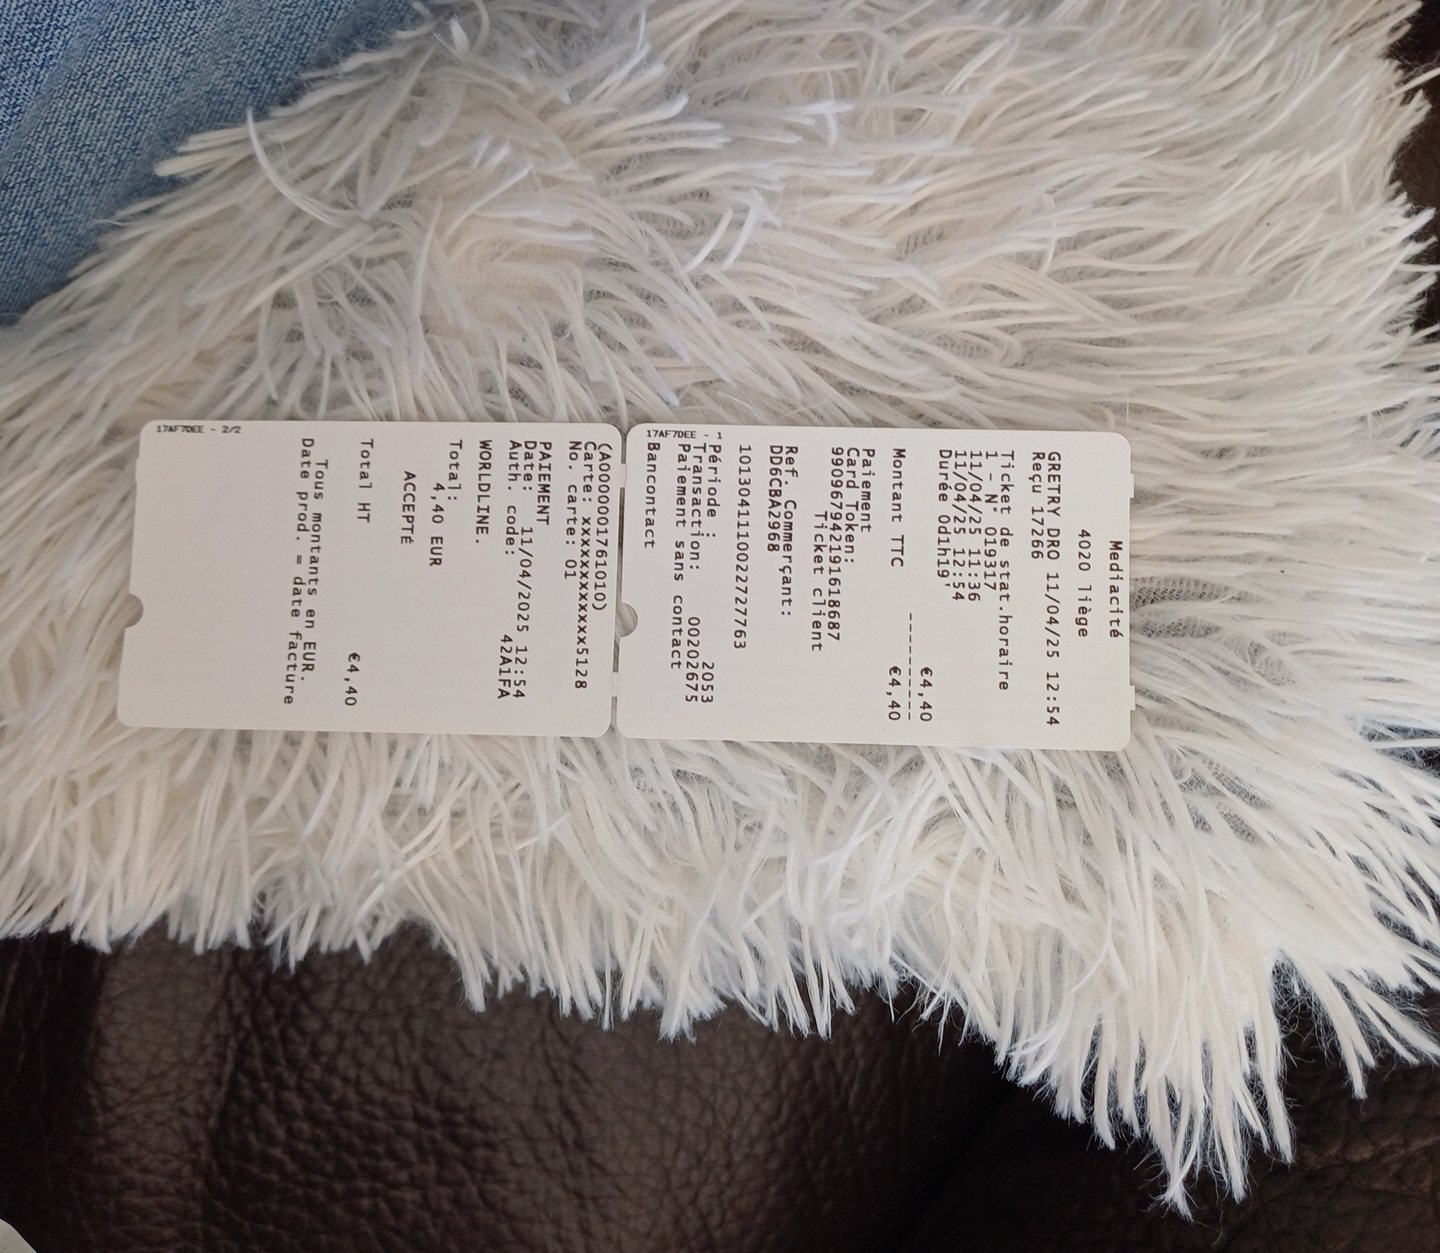 Mediacité
4020 liège
GRETRY DRO 11/04/25 12:54
Reçu 17266
Ticket de stat.horaire
1 - N° 019317
11/04/25 11:36
11/04/25 12:54
Durée 0d1h19'
€4,40
---------
Montant TTC €4,40
Paiement
Card Token:
9909679421916186687
Ticket client
Ref. Commerçant:
DD6CBA2968
101304111002272776​3
Période : 2053
Transaction: 00202675
Paiement sans contact
Bancontact
17AF7DEE - 1
(A0000001761010)
Carte: xxxxxxxxxxxxx5128
No. carte: 01
PAIEMENT
Date: 11/04/2025 12:54
Auth. code: 42A1FA
WORLDLINE.
Total:
4,40 EUR
ACCEPTÉ
Total HT €4,40
Tous montants en EUR.
Date prod. = date facture
17AF7DEE - 2/2